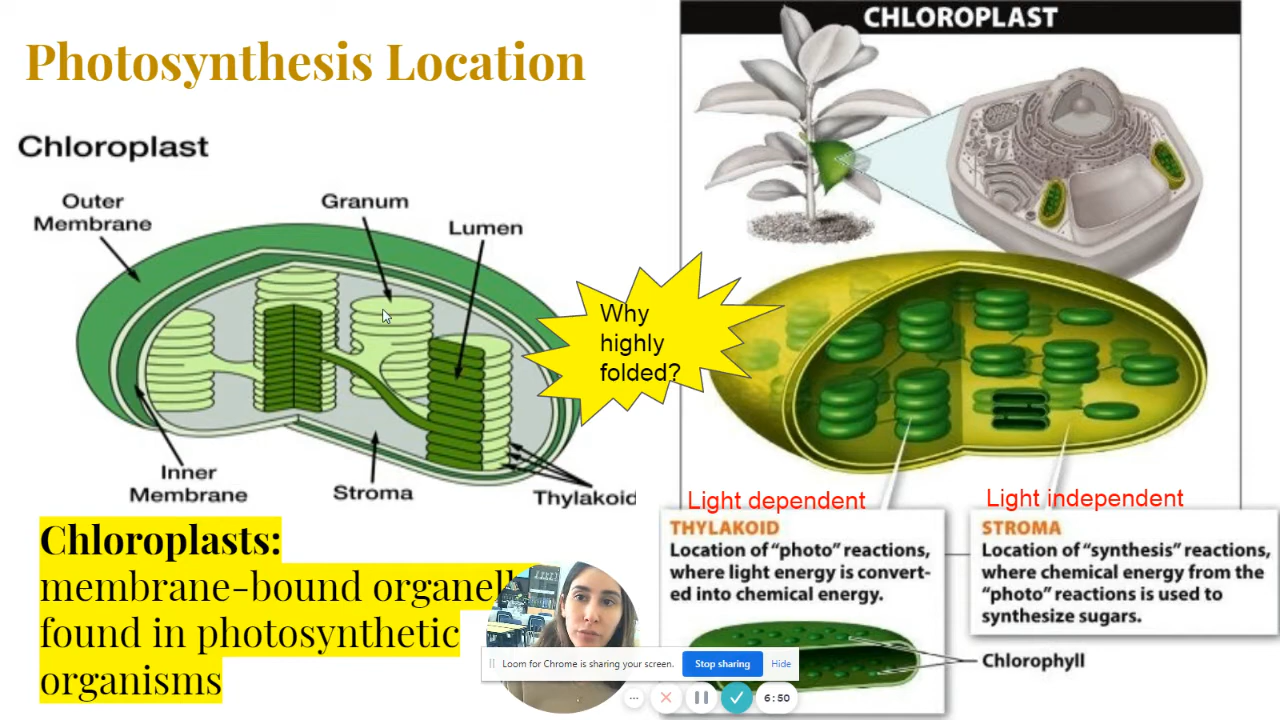 Photosynthesis Location
Chloroplast
Outer
Membrane
Granum
Lumen
Inner
Membrane
Stroma
Thylakoid
Chloroplasts:
membrane-bound organell
found in photosynthetic
organisms
Why
highly
folded?
CHLOROPLAST
Light dependent
THYLAKOID
Location of “photo” reactions,
where light energy is convert-
ed into chemical energy.
Light independent
STROMA
Location of “synthesis” reactions,
where chemical energy from the
“photo” reactions is used to
synthesize sugars.
Chlorophyll
Loom for Chrome is sharing your screen.
Stop sharing
Hide
6:50